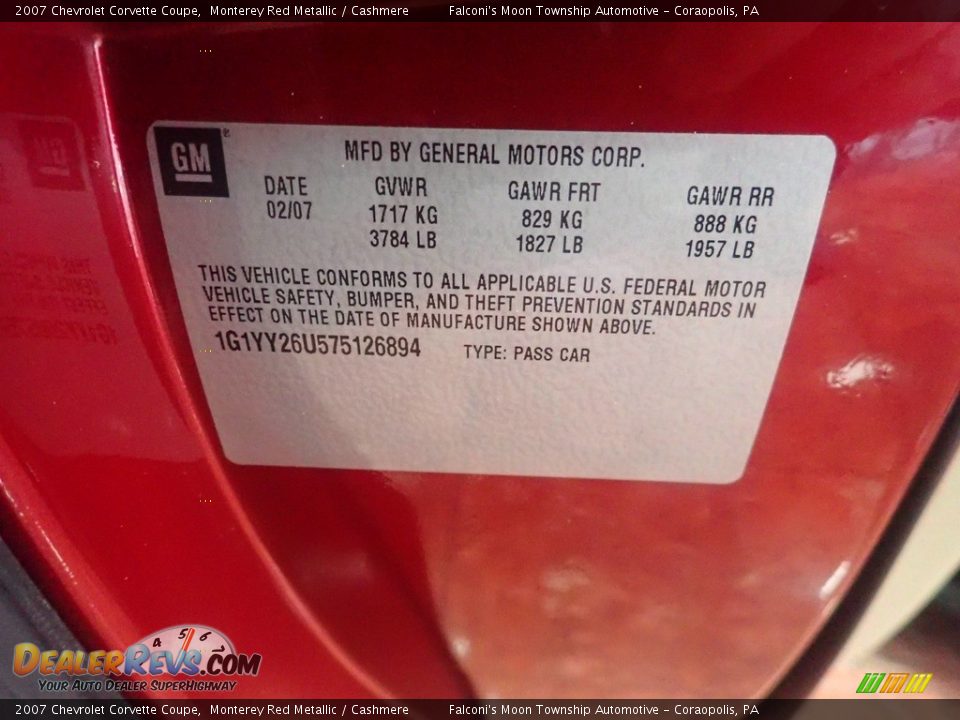 2007 Chevrolet Corvette Coupe, Monterey Red Metallic / Cashmere Falconi's Moon Township Automotive - Coraopolis, PA
GM
MFD BY GENERAL MOTORS CORP.
DATE GVWR GAWR FRT GAWR RR
02/07 1717 KG 829 KG 888 KG
3784 LB 1827 LB 1957 LB
THIS VEHICLE CONFORMS TO ALL APPLICABLE U.S. FEDERAL MOTOR
VEHICLE SAFETY, BUMPER, AND THEFT PREVENTION STANDARDS IN
EFFECT ON THE DATE OF MANUFACTURE SHOWN ABOVE.
1G1YY26U575126894 TYPE: PASS CAR
4 5 6
DEALERREVS.COM
YOUR AUTO DEALER SUPERHIGHWAY
2007 Chevrolet Corvette Coupe, Monterey Red Metallic / Cashmere Falconi's Moon Township Automotive - Coraopolis, PA